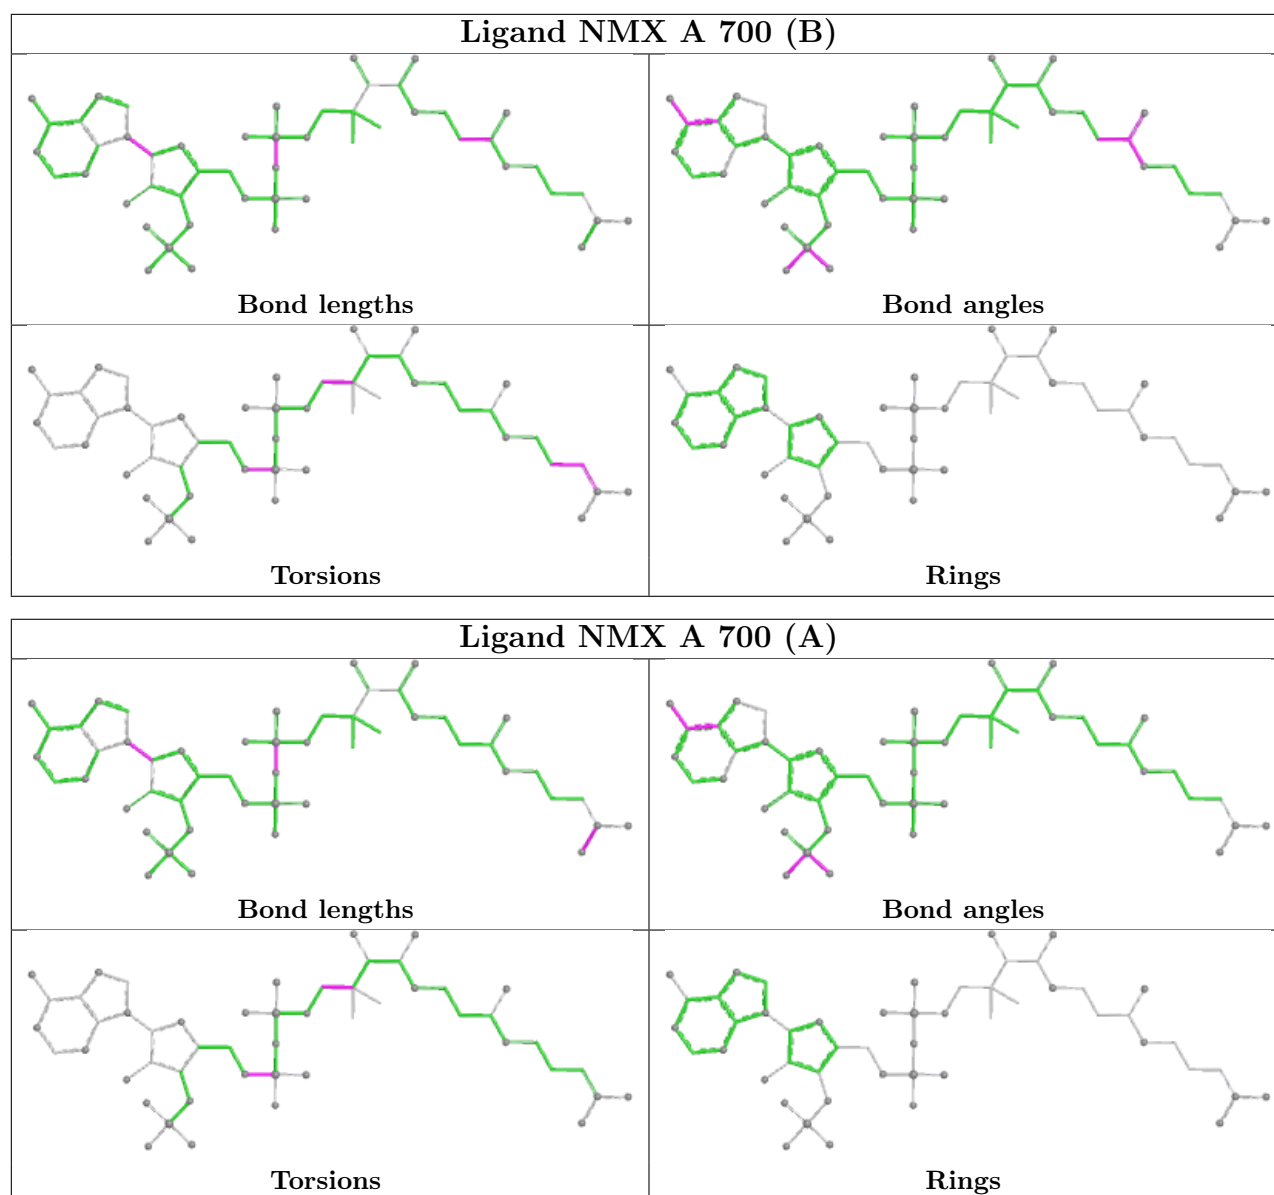 Ligand NMX A 700 (B)
Bond lengths
Bond angles
Torsions
Rings
Ligand NMX A 700 (A)
Bond lengths
Bond angles
Torsions
Rings